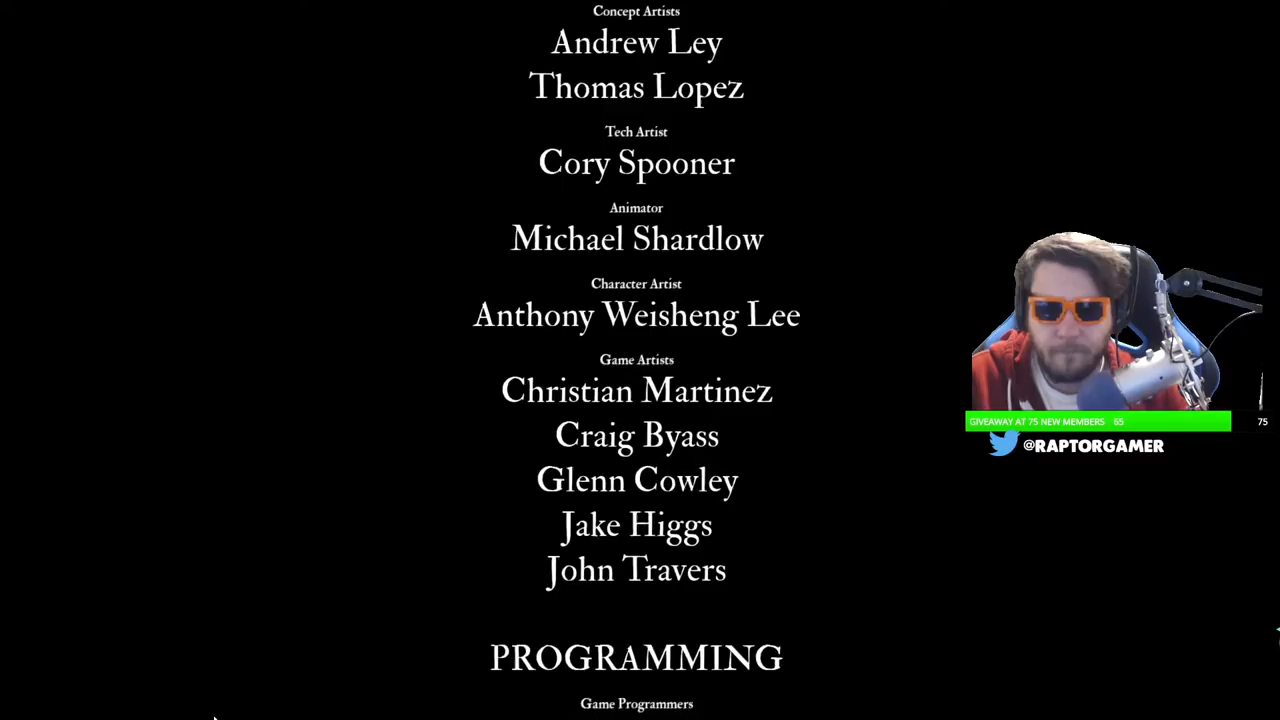 Concept Artists
Andrew Ley
Thomas Lopez
Tech Artist
Cory Spooner
Animator
Michael Shardlow
Character Artist
Anthony Weisheng Lee
Game Artists
Christian Martinez
Craig Byass
Glenn Cowley
Jake Higgs
John Travers
PROGRAMMING
Game Programmers
GIVEAWAY AT 75 NEW MEMBERS 65 75
@RAPTORGAMER